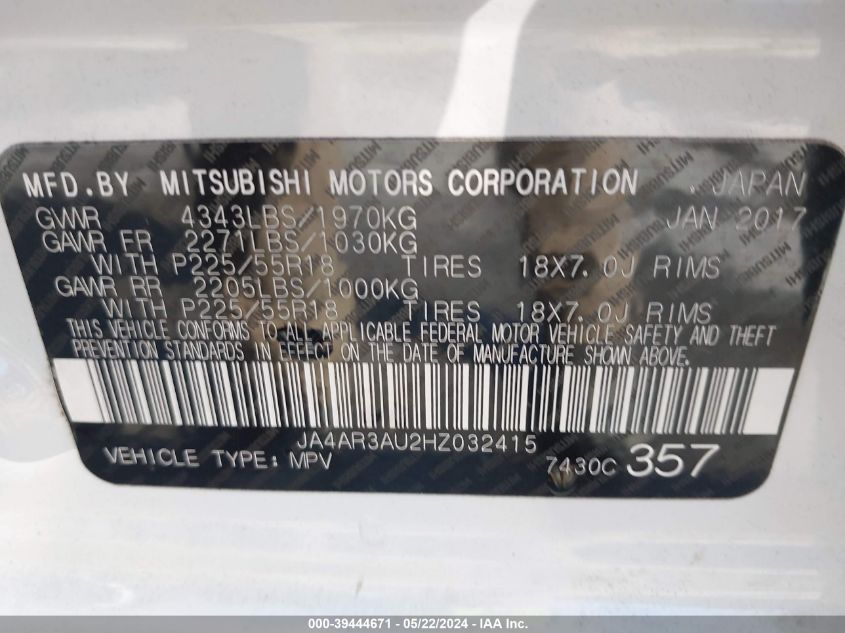 MFD.BY MITSUBISHI MOTORS CORPORATION JAPAN
GVWR 4343LBS/1970KG JAN 2017
GAWR FR 2271LBS/1030KG
WITH P225/55R18 TIRES 18X7.0J RIMS
GAWR RR 2205LBS/1000KG
WITH P225/55R18 TIRES 18X7.0J RIMS
THIS VEHICLE CONFORMS TO ALL APPLICABLE FEDERAL MOTOR VEHICLE SAFETY AND THEFT
PREVENTION STANDARDS IN EFFECT ON THE DATE OF MANUFACTURE SHOWN ABOVE.
JA4AR3AU2HZ032415
VEHICLE TYPE: MPV 7430C 357
000-39444671 - 05/22/2024 - IAA Inc.